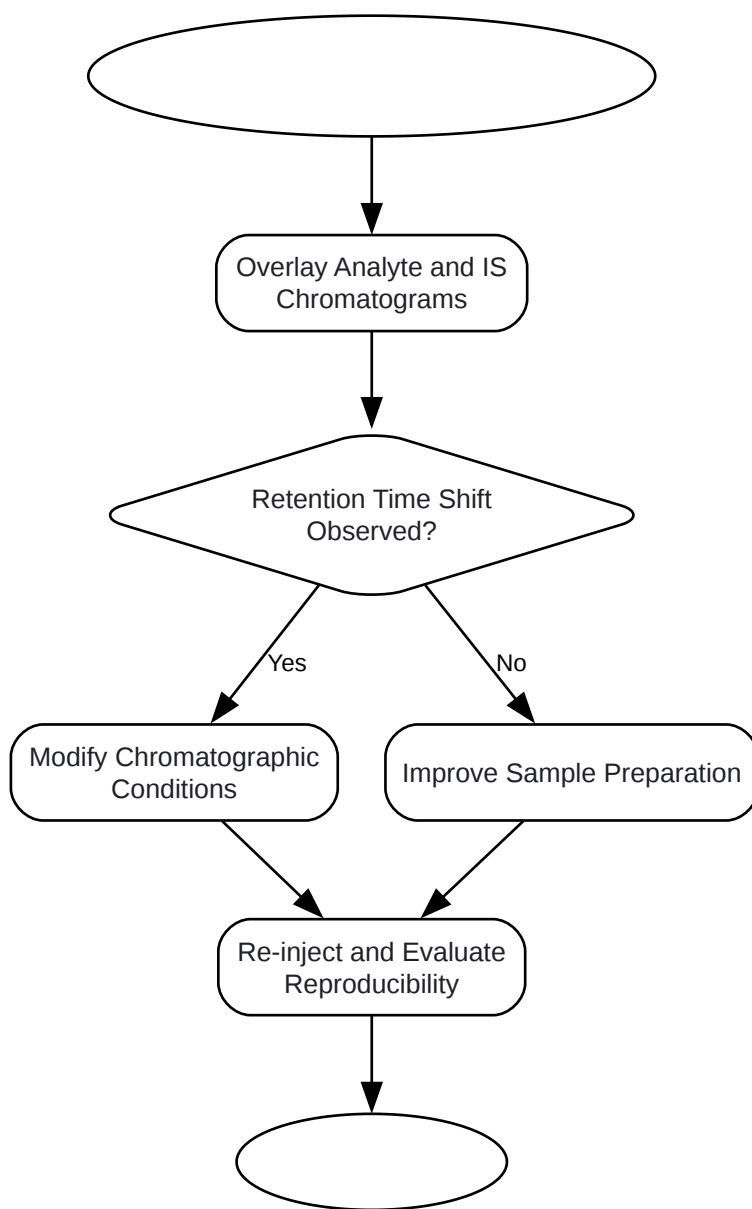 Overlay Analyte and IS
Chromatograms
Retention Time Shift
Observed?
Yes
No
Modify Chromatographic
Conditions
Improve Sample Preparation
Re-inject and Evaluate
Reproducibility